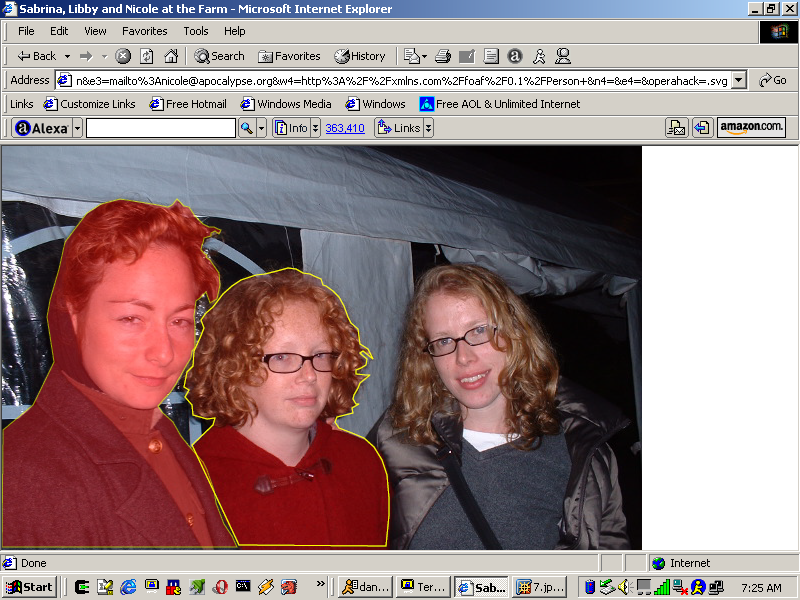 Sabrina, Libby and Nicole at the Farm - Microsoft Internet Explorer
File Edit View Favorites Tools Help
Back Search Favorites History Go
Address n&e3=mailto%3Anicole@apocalypse.org&w4=http%3A%2F%2Fxmlns.com%2Ffoaf%2F0.1%2FPerson+&n4=&e4=&operahack=.svg
Links Customize Links Free Hotmail Windows Media Windows Free AOL & Unlimited Internet
a Alexa Info 363,410 Links amazon.com.
Done Internet
Start dan... Ter... Sab... 7.jp... 7:25 AM